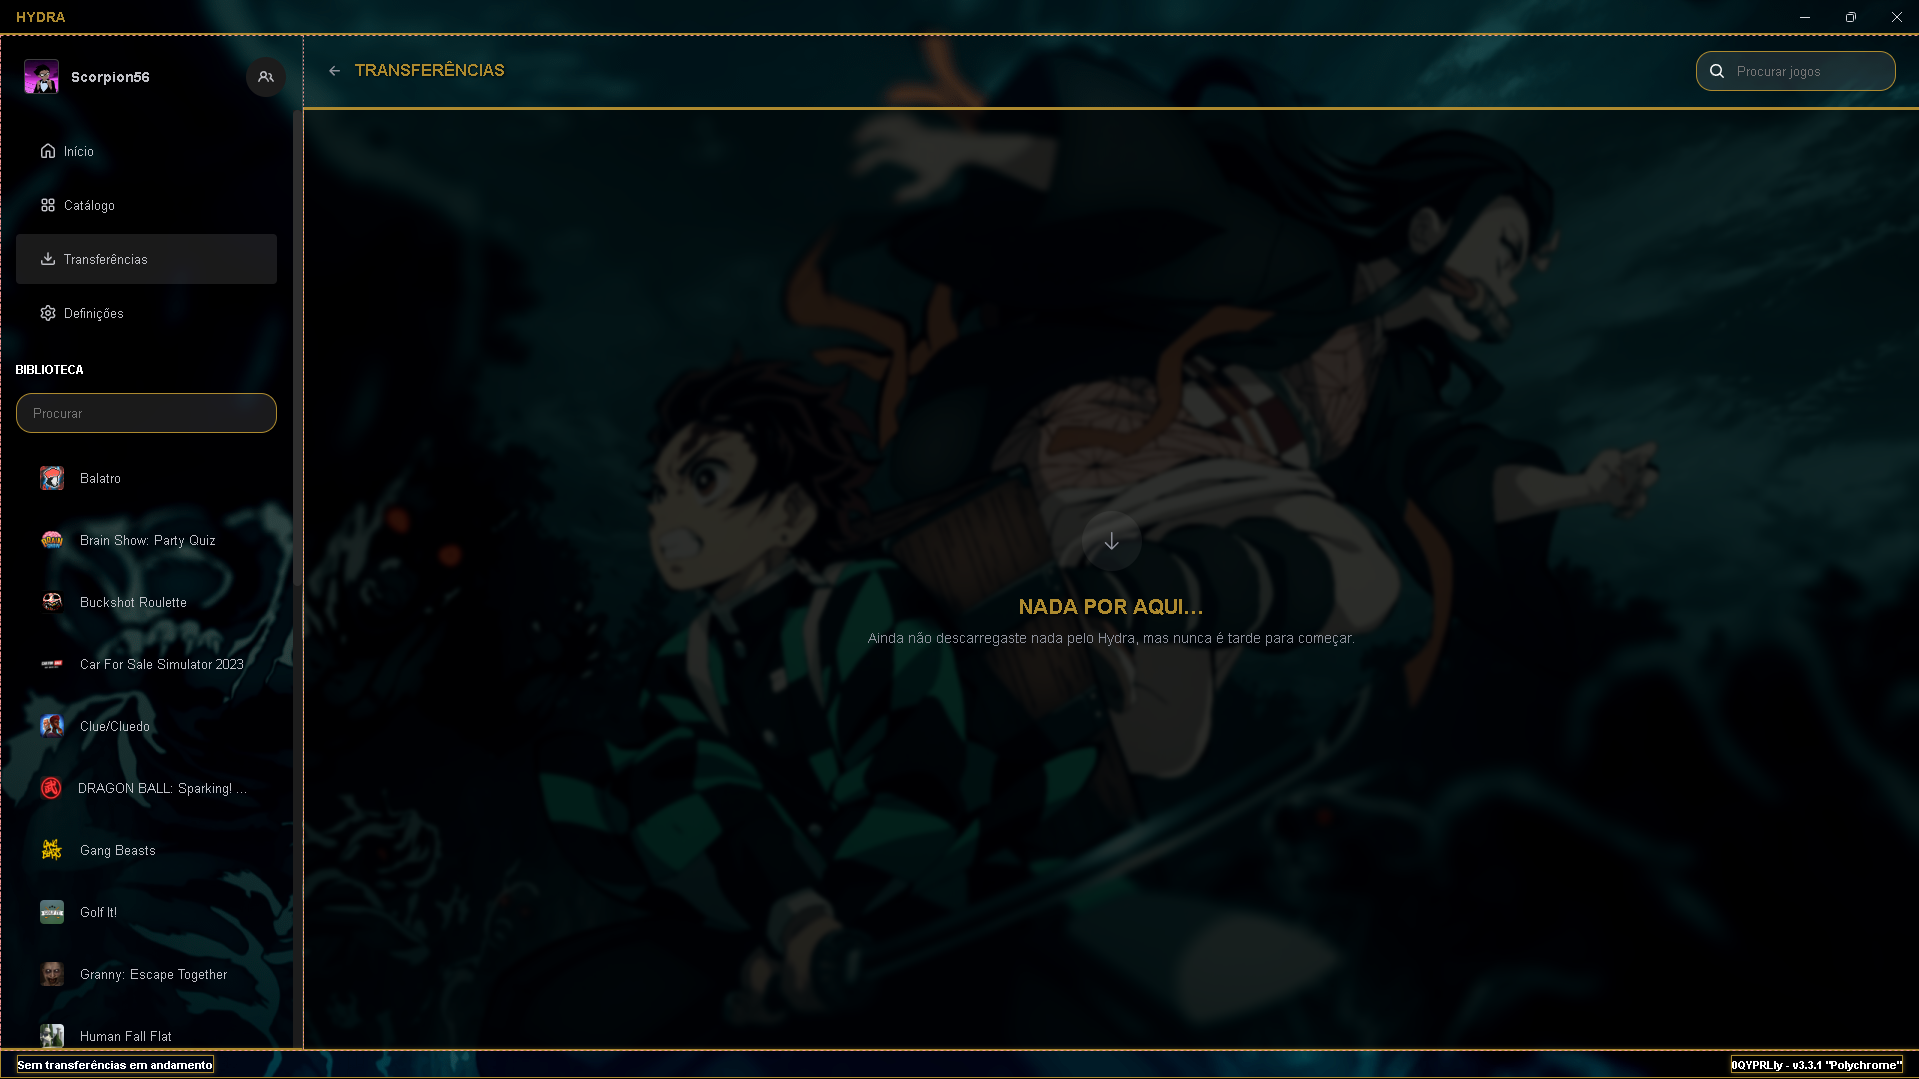 HYDRA
Scorpion56
TRANSFERÊNCIAS
Procurar jogos
Início
Catálogo
Transferências
Definições
BIBLIOTECA
Procurar
Balatro
Brain Show: Party Quiz
Buckshot Roulette
Car For Sale Simulator 2023
Clue/Cluedo
DRAGON BALL: Sparking! ...
Gang Beasts
Golf It!
Granny: Escape Together
Human Fall Flat
NADA POR AQUI...
Ainda não descarregaste nada pelo Hydra, mas nunca é tarde para começar.
Sem transferências em andamento
0QYPRLly - v3.3.1 "Polychrome"